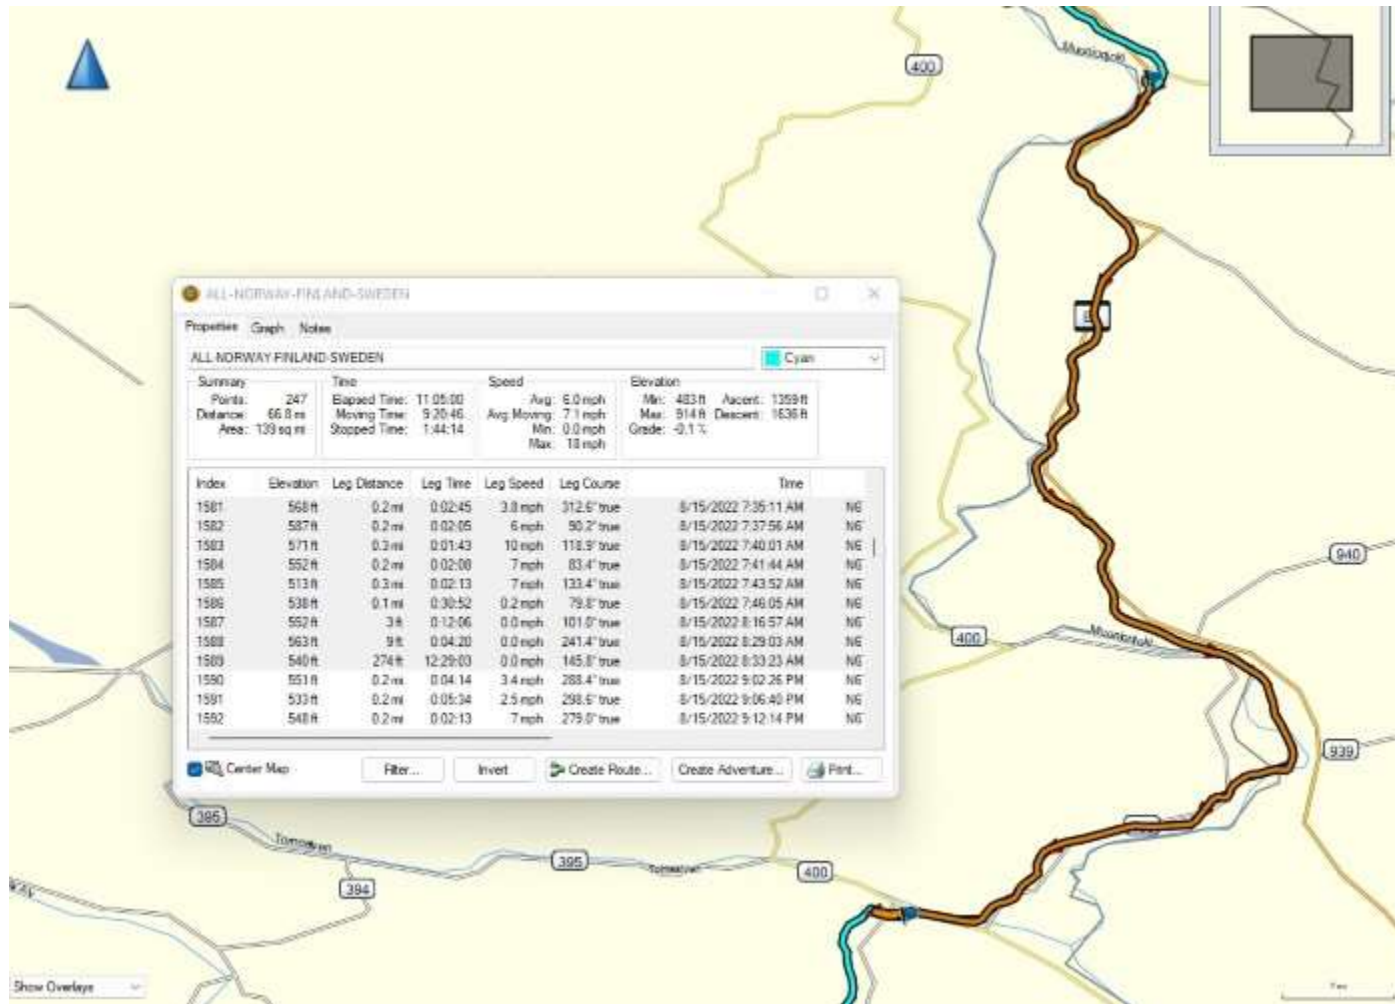 400
940
400
939
395
Torneälven
394
395
400
ALL-NORWAY-FINLAND-SWEDEN
Properties Graph Notes
ALL-NORWAY-FINLAND-SWEDEN Cyan
Summary Time Speed Elevation
Points: 247 Elapsed Time: 11:05:00 Avg: 6.0 mph Min: 483 ft Ascent: 1359 ft
Distance: 66.8 mi Moving Time: 9:20:46 Avg Moving: 7.1 mph Max: 914 ft Descent: 1636 ft
Area: 139 sq mi Stopped Time: 1:44:14 Min: 0.0 mph Grade: -0.1 %
Max: 18 mph
Index Elevation Leg Distance Leg Time Leg Speed Leg Course Time
1581 568 ft 0.2 mi 0:02:45 3.8 mph 312.6° true 8/15/2022 7:35:11 AM N6
1582 587 ft 0.2 mi 0:02:05 6 mph 90.2° true 8/15/2022 7:37:56 AM N6
1583 571 ft 0.3 mi 0:01:43 10 mph 118.9° true 8/15/2022 7:40:01 AM N6
1584 552 ft 0.2 mi 0:02:08 7 mph 83.4° true 8/15/2022 7:41:44 AM N6
1585 513 ft 0.3 mi 0:02:13 7 mph 133.4° true 8/15/2022 7:43:52 AM N6
1586 538 ft 0.1 mi 0:30:52 0.2 mph 79.8° true 8/15/2022 7:46:05 AM N6
1587 552 ft 3 ft 0:12:06 0.0 mph 101.0° true 8/15/2022 8:16:57 AM N6
1588 563 ft 9 ft 0:04:20 0.0 mph 241.4° true 8/15/2022 8:29:03 AM N6
1589 540 ft 274 ft 12:29:03 0.0 mph 145.8° true 8/15/2022 8:33:23 AM N6
1590 551 ft 0.2 mi 0:04:14 3.4 mph 288.4° true 8/15/2022 9:02:26 PM N6
1591 533 ft 0.2 mi 0:05:34 2.5 mph 298.6° true 8/15/2022 9:06:40 PM N6
1592 548 ft 0.2 mi 0:02:13 7 mph 279.0° true 8/15/2022 9:12:14 PM N6
Center Map Filter... Invert Create Route... Create Adventure... Print...
Show Overlays